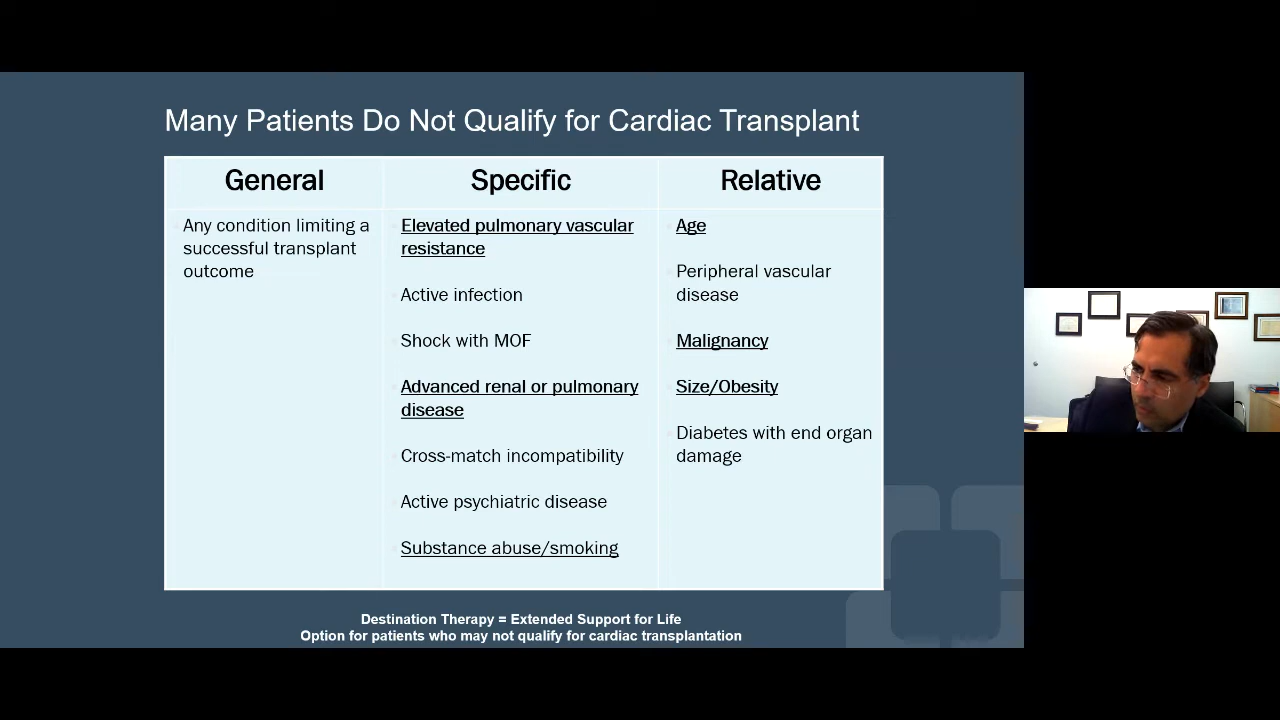 Many Patients Do Not Qualify for Cardiac Transplant
General
Specific
Relative
Any condition limiting a
successful transplant
outcome
Elevated pulmonary vascular
resistance
Active infection
Shock with MOF
Advanced renal or pulmonary
disease
Cross-match incompatibility
Active psychiatric disease
Substance abuse/smoking
Age
Peripheral vascular
disease
Malignancy
Size/Obesity
Diabetes with end organ
damage
Destination Therapy = Extended Support for Life
Option for patients who may not qualify for cardiac transplantation